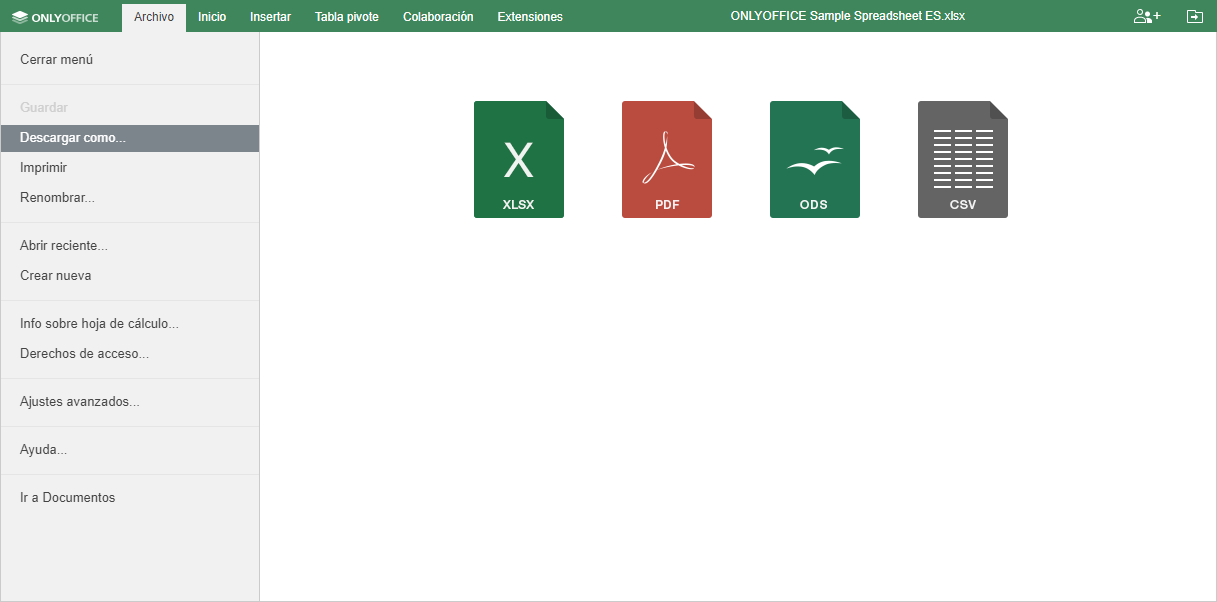 ONLYOFFICE
Archivo Inicio Insertar Tabla pivote Colaboración Extensiones
ONLYOFFICE Sample Spreadsheet ES.xlsx
Cerrar menú
Guardar
Descargar como...
Imprimir
Renombrar...
Abrir reciente...
Crear nueva
Info sobre hoja de cálculo...
Derechos de acceso...
Ajustes avanzados...
Ayuda...
Ir a Documentos
X
XLSX PDF ODS CSV